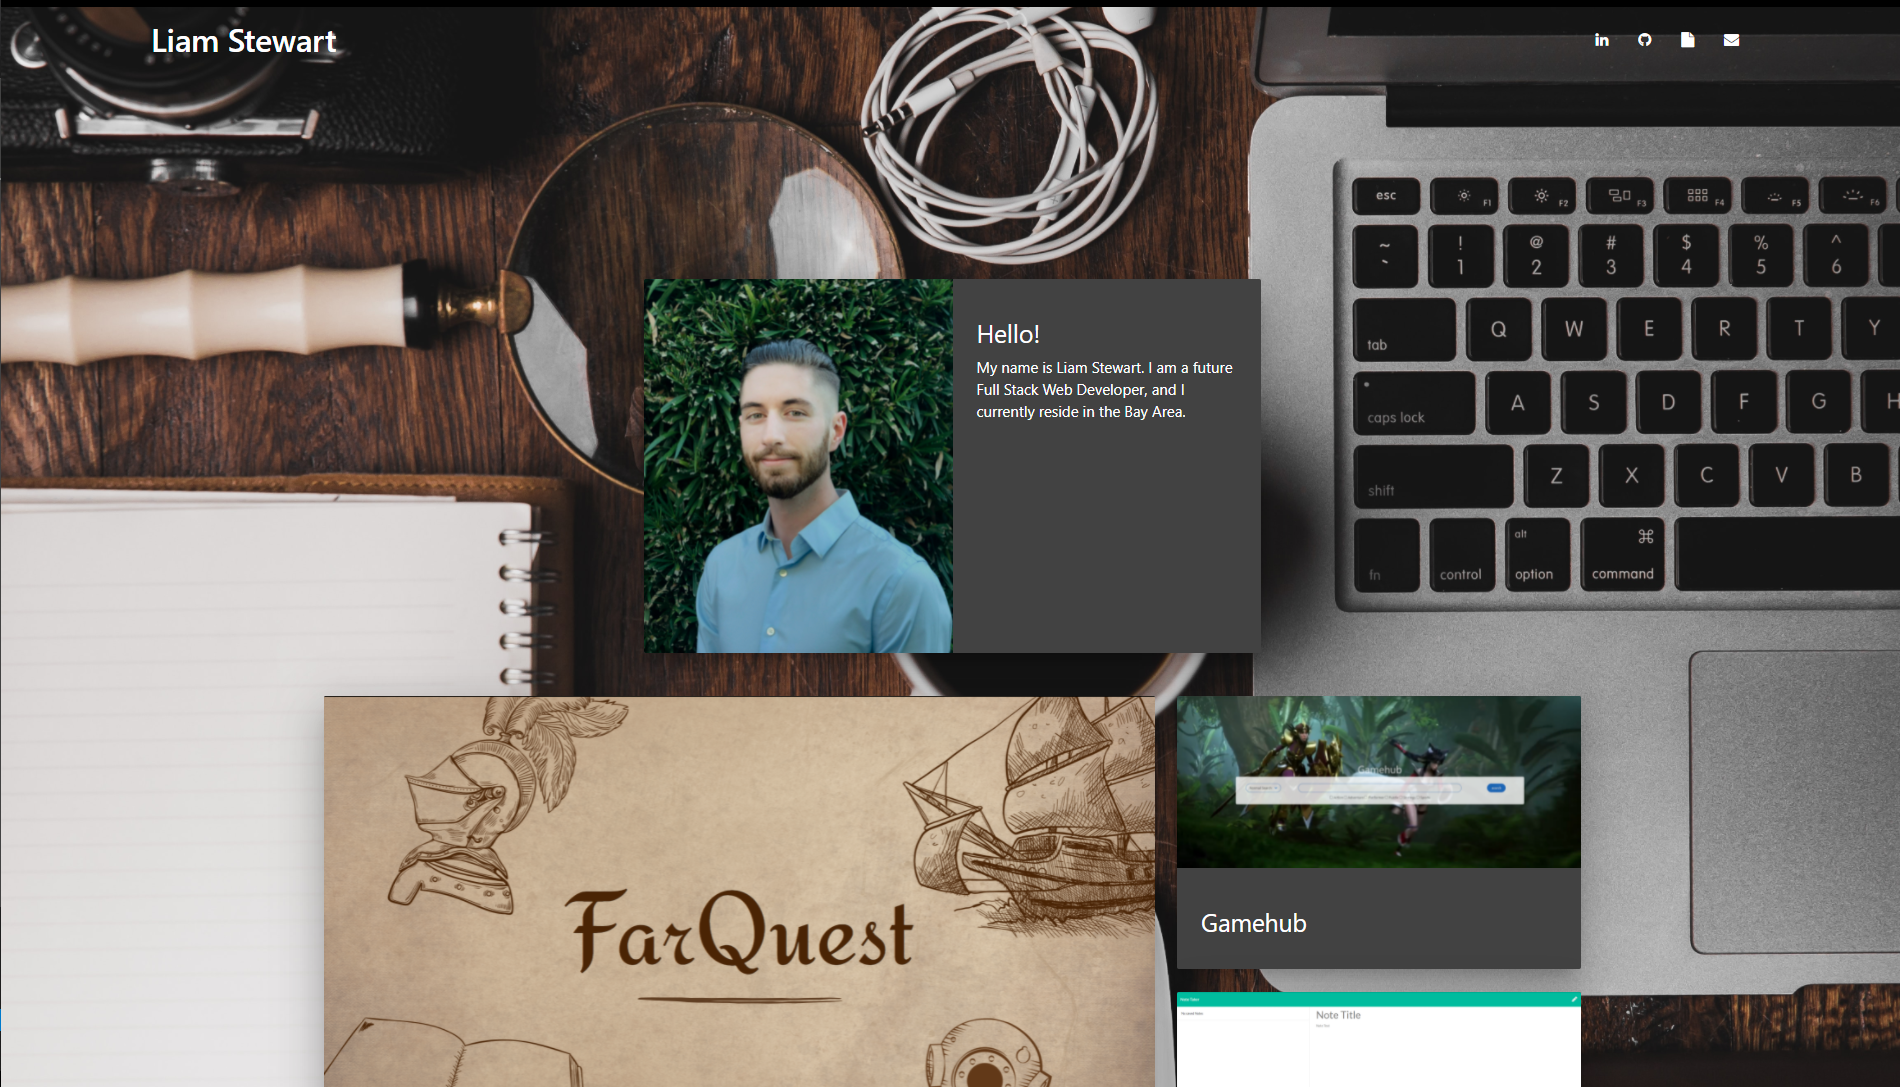 Liam Stewart
Hello!
My name is Liam Stewart. I am a future
Full Stack Web Developer, and I
currently reside in the Bay Area.
esc
F1
F2
F3
F4
F5
F6
~
`
!
1
@
2
#
3
$
4
%
5
^
6
tab
Q
W
E
R
T
Y
caps lock
A
S
D
F
G
H
shift
Z
X
C
V
B
fn
control
alt
option
⌘
command
FarQuest
Gamehub
Gamehub
Note Taker
Note Title